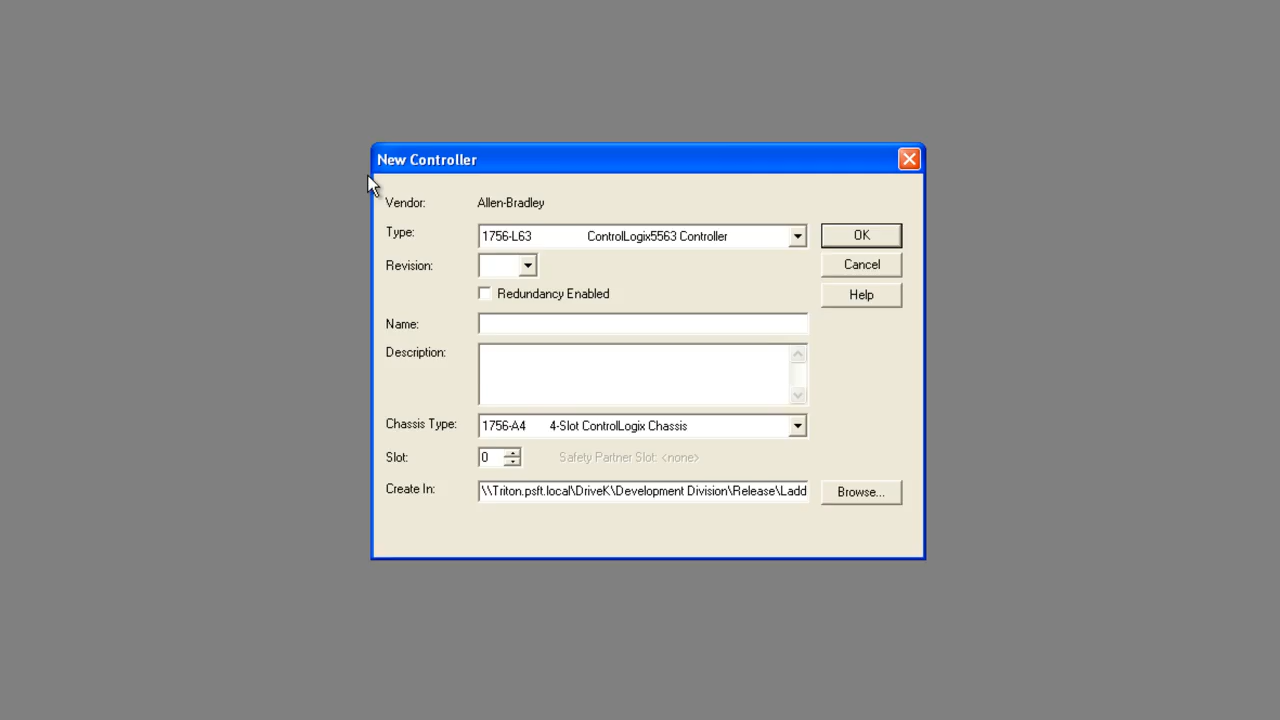 New Controller
Vendor: Allen-Bradley
Type: 1756-L63 ControlLogix5563 Controller OK
Revision: Cancel
Redundancy Enabled Help
Name:
Description:
Chassis Type: 1756-A4 4-Slot ControlLogix Chassis
Slot: 0 Safety Partner Slot: <none>
Create In: \\Triton.psft.local\DriveK\Development Division\Release\Ladd Browse...